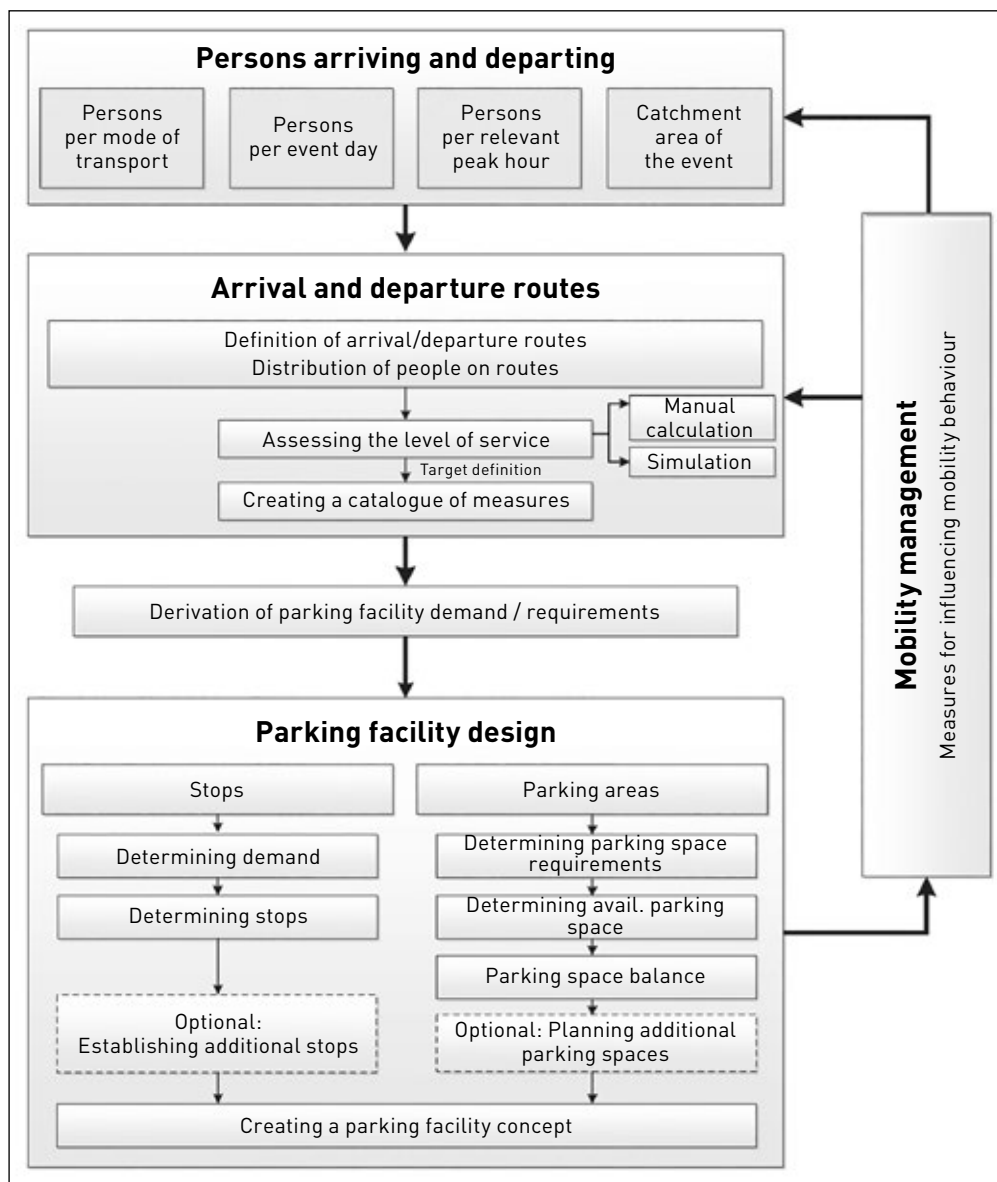 Persons arriving and departing
Persons
per mode of
transport
Persons
per event day
Persons
per relevant
peak hour
Catchment
area of
the event
Arrival and departure routes
Definition of arrival/departure routes
Distribution of people on routes
Assessing the level of service
Manual
calculation
Simulation
Target definition
Creating a catalogue of measures
Derivation of parking facility demand / requirements
Parking facility design
Stops
Determining demand
Determining stops
Optional:
Establishing additional stops
Parking areas
Determining parking space
requirements
Determining avail. parking
space
Parking space balance
Optional: Planning additional
parking spaces
Creating a parking facility concept
Mobility management
Measures for influencing mobility behaviour